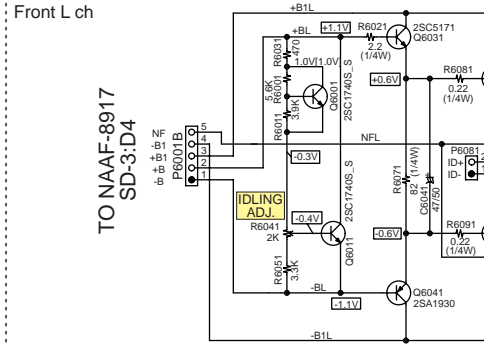 Front L ch
+B1L
+BL
+1.1V
R6021
2.2
(1/4W)
2SC5171
Q6031
R6031
470
1.0V[1.0V]
R6001
5.6K
Q6001
2SC1740S_S
+0.6V
R6081
0.22
(1/4W)
R6011
3.9K
TO NAAF-8917
SD-3:D4
P6001B
NF
-B1
+B1
+B
-B
5
4
3
2
1
NFL
-0.3V
P6081
ID+
ID-
2
R6071
82 (1/4W)
C6041
+
47/50
IDLING
ADJ.
R6041
2K
-0.4V
2SC1740S_S
Q6011
-0.6V
R6091
0.22
(1/4W)
R6051
3.3K
-BL
-1.1V
Q6041
2SA1930
-B1L